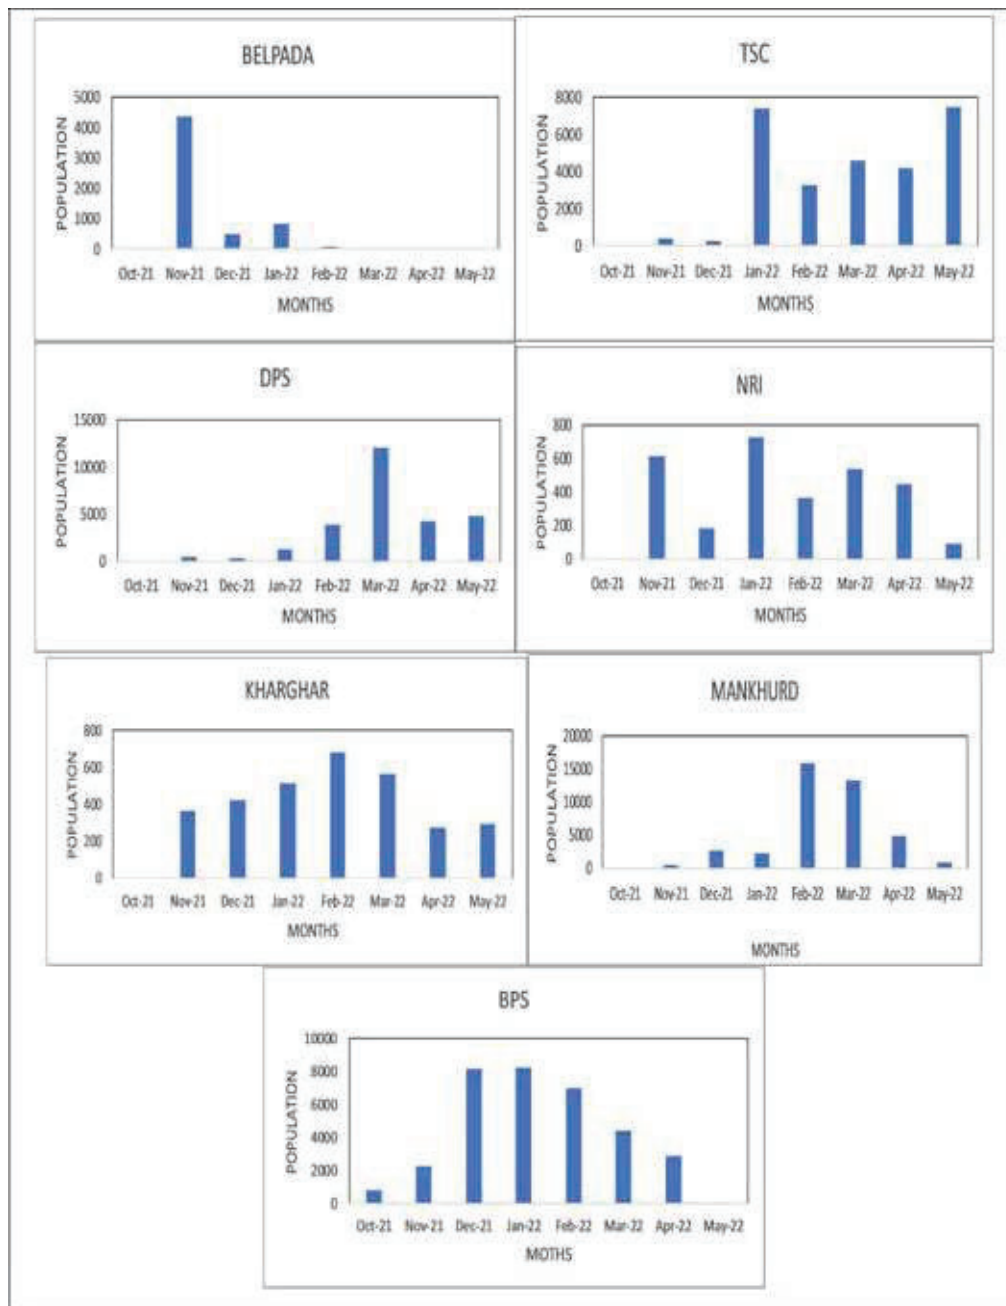 BELPADA
POPULATION
5000
4000
3000
2000
1000
0
Oct-21 Nov-21 Dec-21 Jan-22 Feb-22 Mar-22 Apr-22 May-22
MONTHS
TSC
POPULATION
8000
6000
4000
2000
0
Oct-21 Nov-21 Dec-21 Jan-22 Feb-22 Mar-22 Apr-22 May-22
MONTHS
DPS
POPULATION
15000
10000
5000
0
Oct-21 Nov-21 Dec-21 Jan-22 Feb-22 Mar-22 Apr-22 May-22
MONTHS
NRI
POPULATION
800
600
400
200
0
Oct-21 Nov-21 Dec-21 Jan-22 Feb-22 Mar-22 Apr-22 May-22
MONTHS
KHARGHAR
POPULATION
800
600
400
200
0
Oct-21 Nov-21 Dec-21 Jan-22 Feb-22 Mar-22 Apr-22 May-22
MONTHS
MANKHURD
POPULATION
20000
15000
10000
5000
0
Oct-21 Nov-21 Dec-21 Jan-22 Feb-22 Mar-22 Apr-22 May-22
MONTHS
BPS
POPULATION
10000
8000
6000
4000
2000
0
Oct-21 Nov-21 Dec-21 Jan-22 Feb-22 Mar-22 Apr-22 May-22
MOTHS